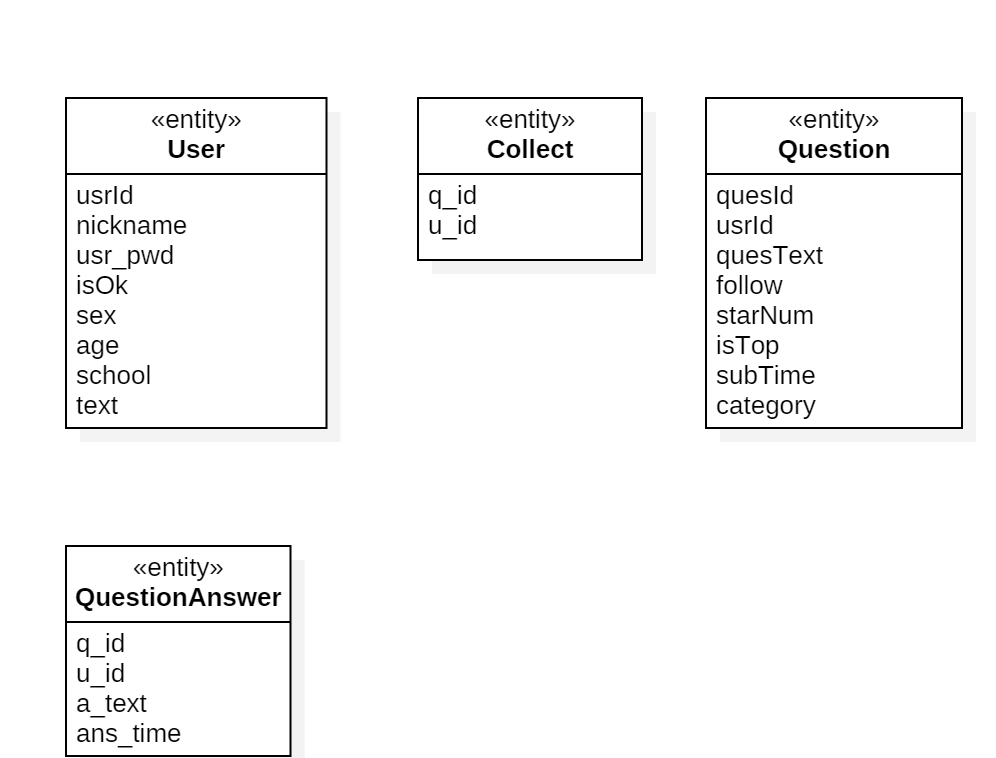 «entity»
User
usrId
nickname
usr_pwd
isOk
sex
age
school
text
«entity»
Collect
q_id
u_id
«entity»
Question
quesId
usrId
quesText
follow
starNum
isTop
subTime
category
«entity»
QuestionAnswer
q_id
u_id
a_text
ans_time